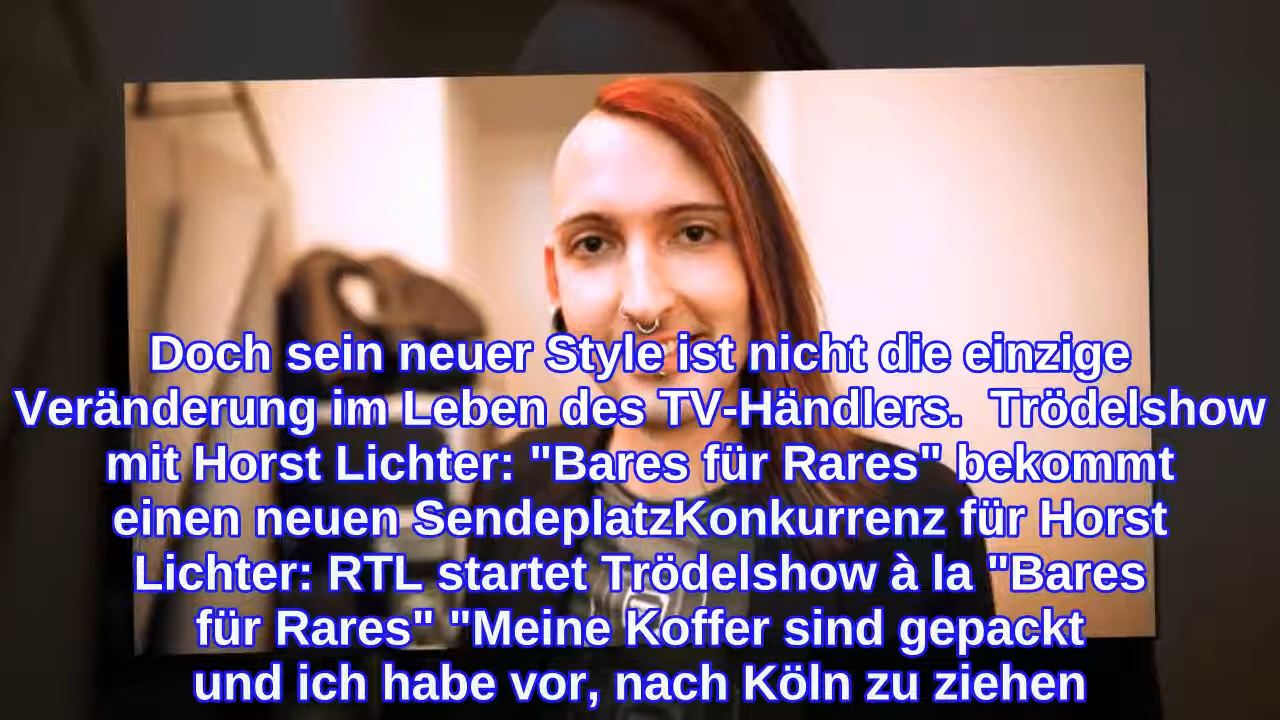 Doch sein neuer Style ist nicht die einzige
Veränderung im Leben des TV-Händlers.  Trödelshow
mit Horst Lichter: "Bares für Rares" bekommt
einen neuen SendeplatzKonkurrenz für Horst
Lichter: RTL startet Trödelshow à la "Bares
für Rares" "Meine Koffer sind gepackt
und ich habe vor, nach Köln zu ziehen